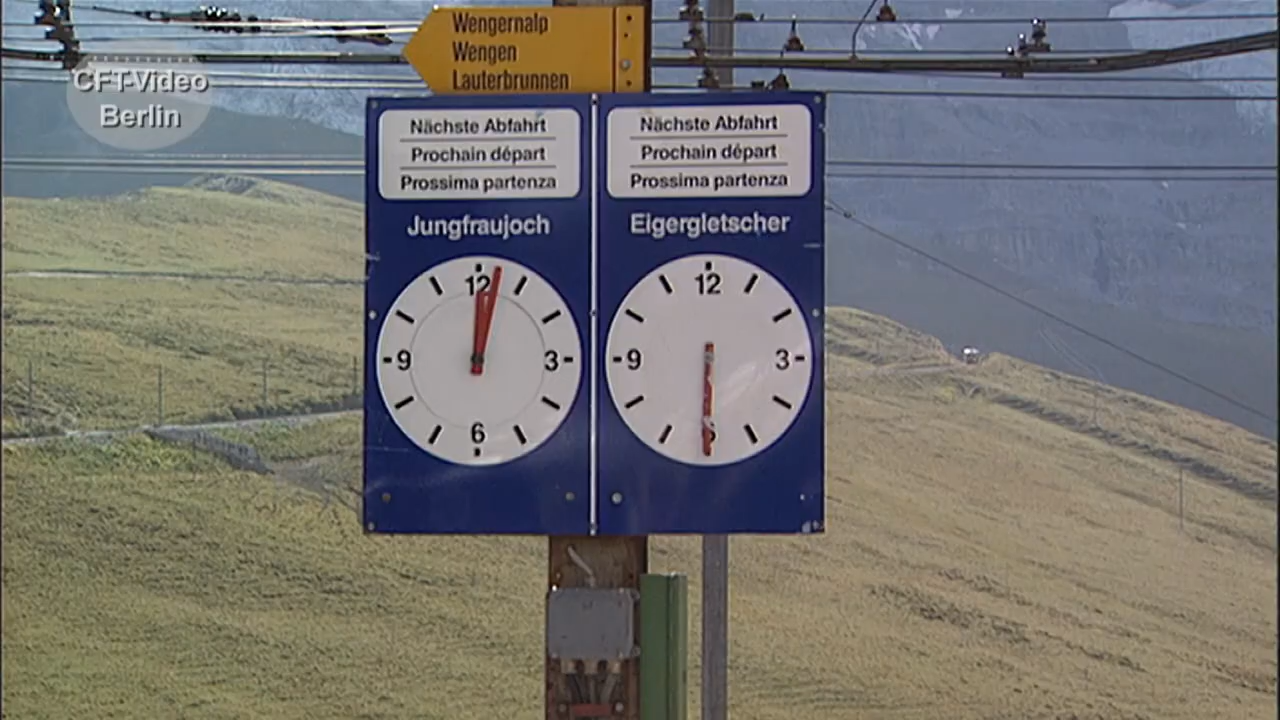 Wengernalp
Wengen
Lauterbrunnen
CFT-Video
Berlin
Nächste Abfahrt
Prochain départ
Prossima partenza
Jungfraujoch
12
9
3
6
Nächste Abfahrt
Prochain départ
Prossima partenza
Eigergletscher
12
9
3
6